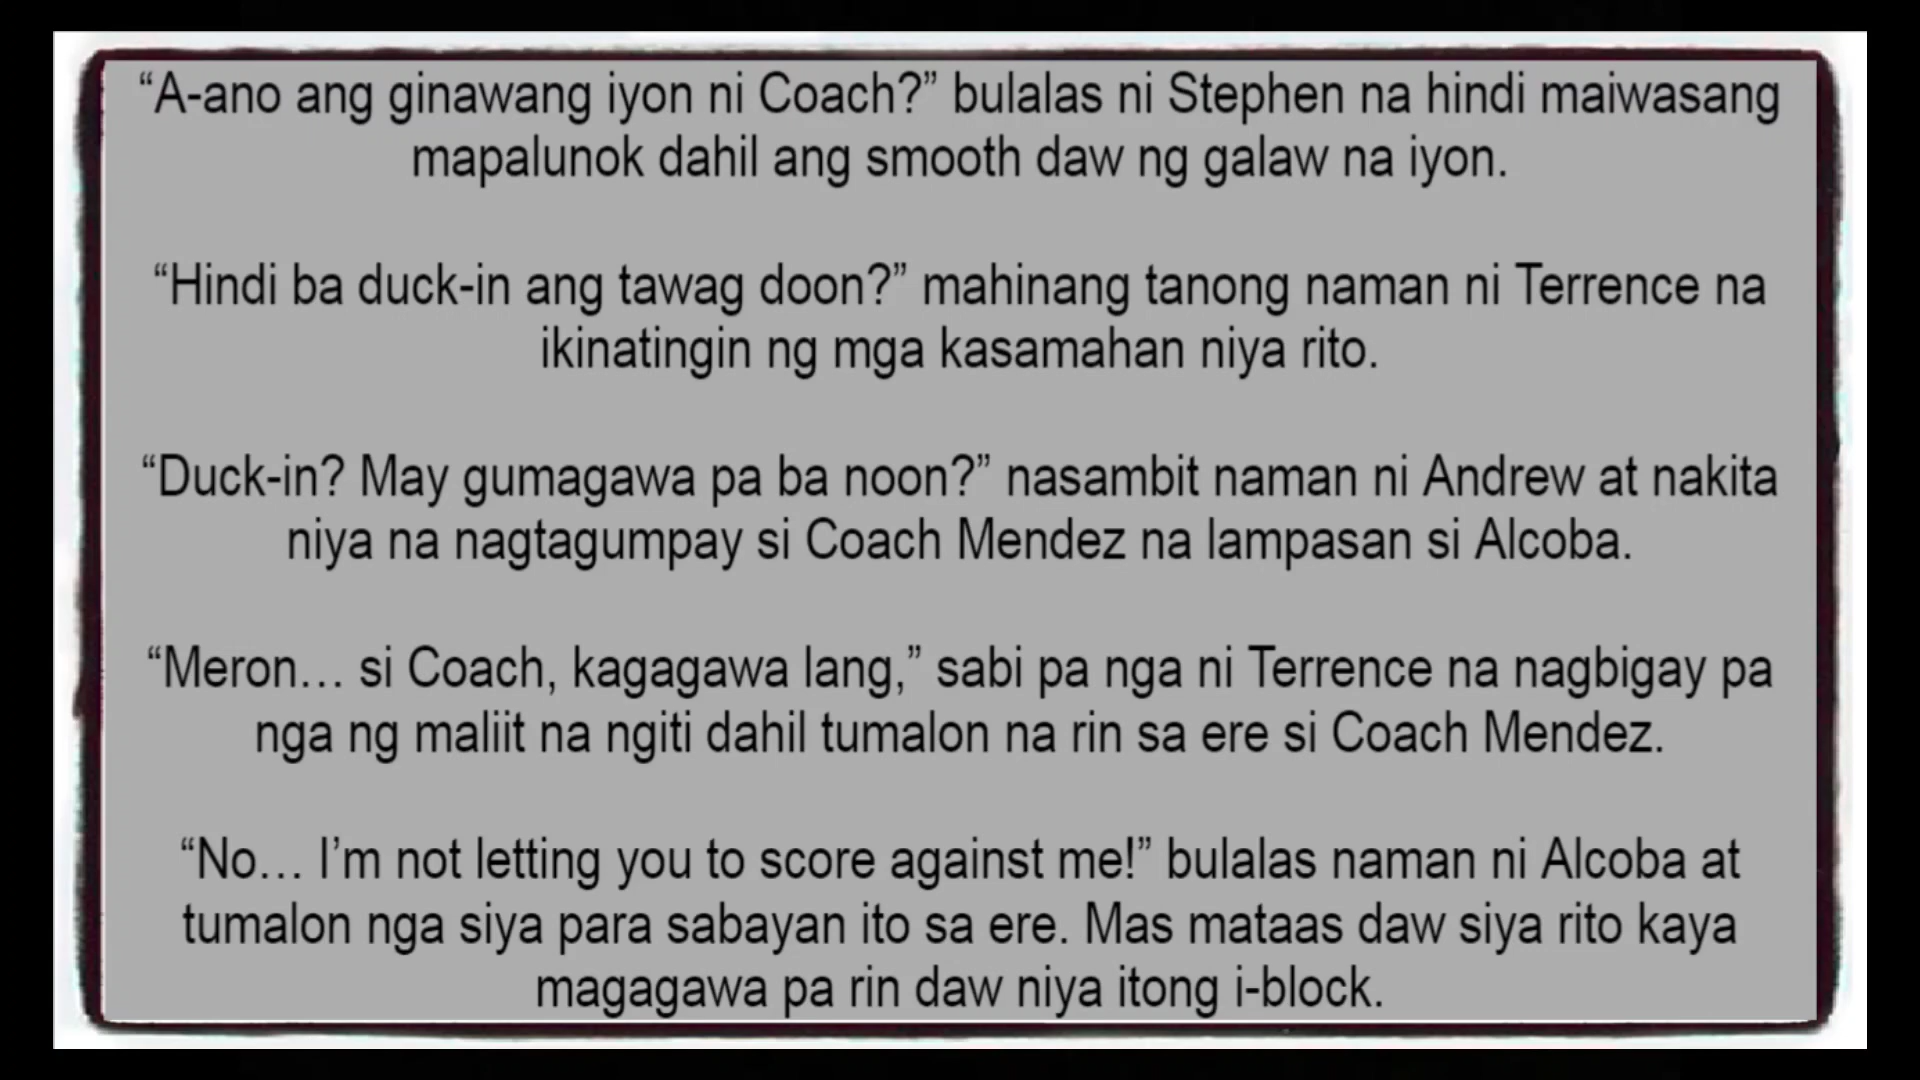 “A-ano ang ginawang iyon ni Coach?” bulalas ni Stephen na hindi maiwasang
mapalunok dahil ang smooth daw ng galaw na iyon.
“Hindi ba duck-in ang tawag doon?” mahinang tanong naman ni Terrence na
ikinatingin ng mga kasamahan niya rito.
“Duck-in? May gumagawa pa ba noon?” nasambit naman ni Andrew at nakita
niya na nagtagumpay si Coach Mendez na lampasan si Alcoba.
“Meron… si Coach, kagagawa lang,” sabi pa nga ni Terrence na nagbigay pa
nga ng maliit na ngiti dahil tumalon na rin sa ere si Coach Mendez.
“No… I’m not letting you to score against me!” bulalas naman ni Alcoba at
tumalon nga siya para sabayan ito sa ere. Mas mataas daw siya rito kaya
magagawa pa rin daw niya itong i-block.